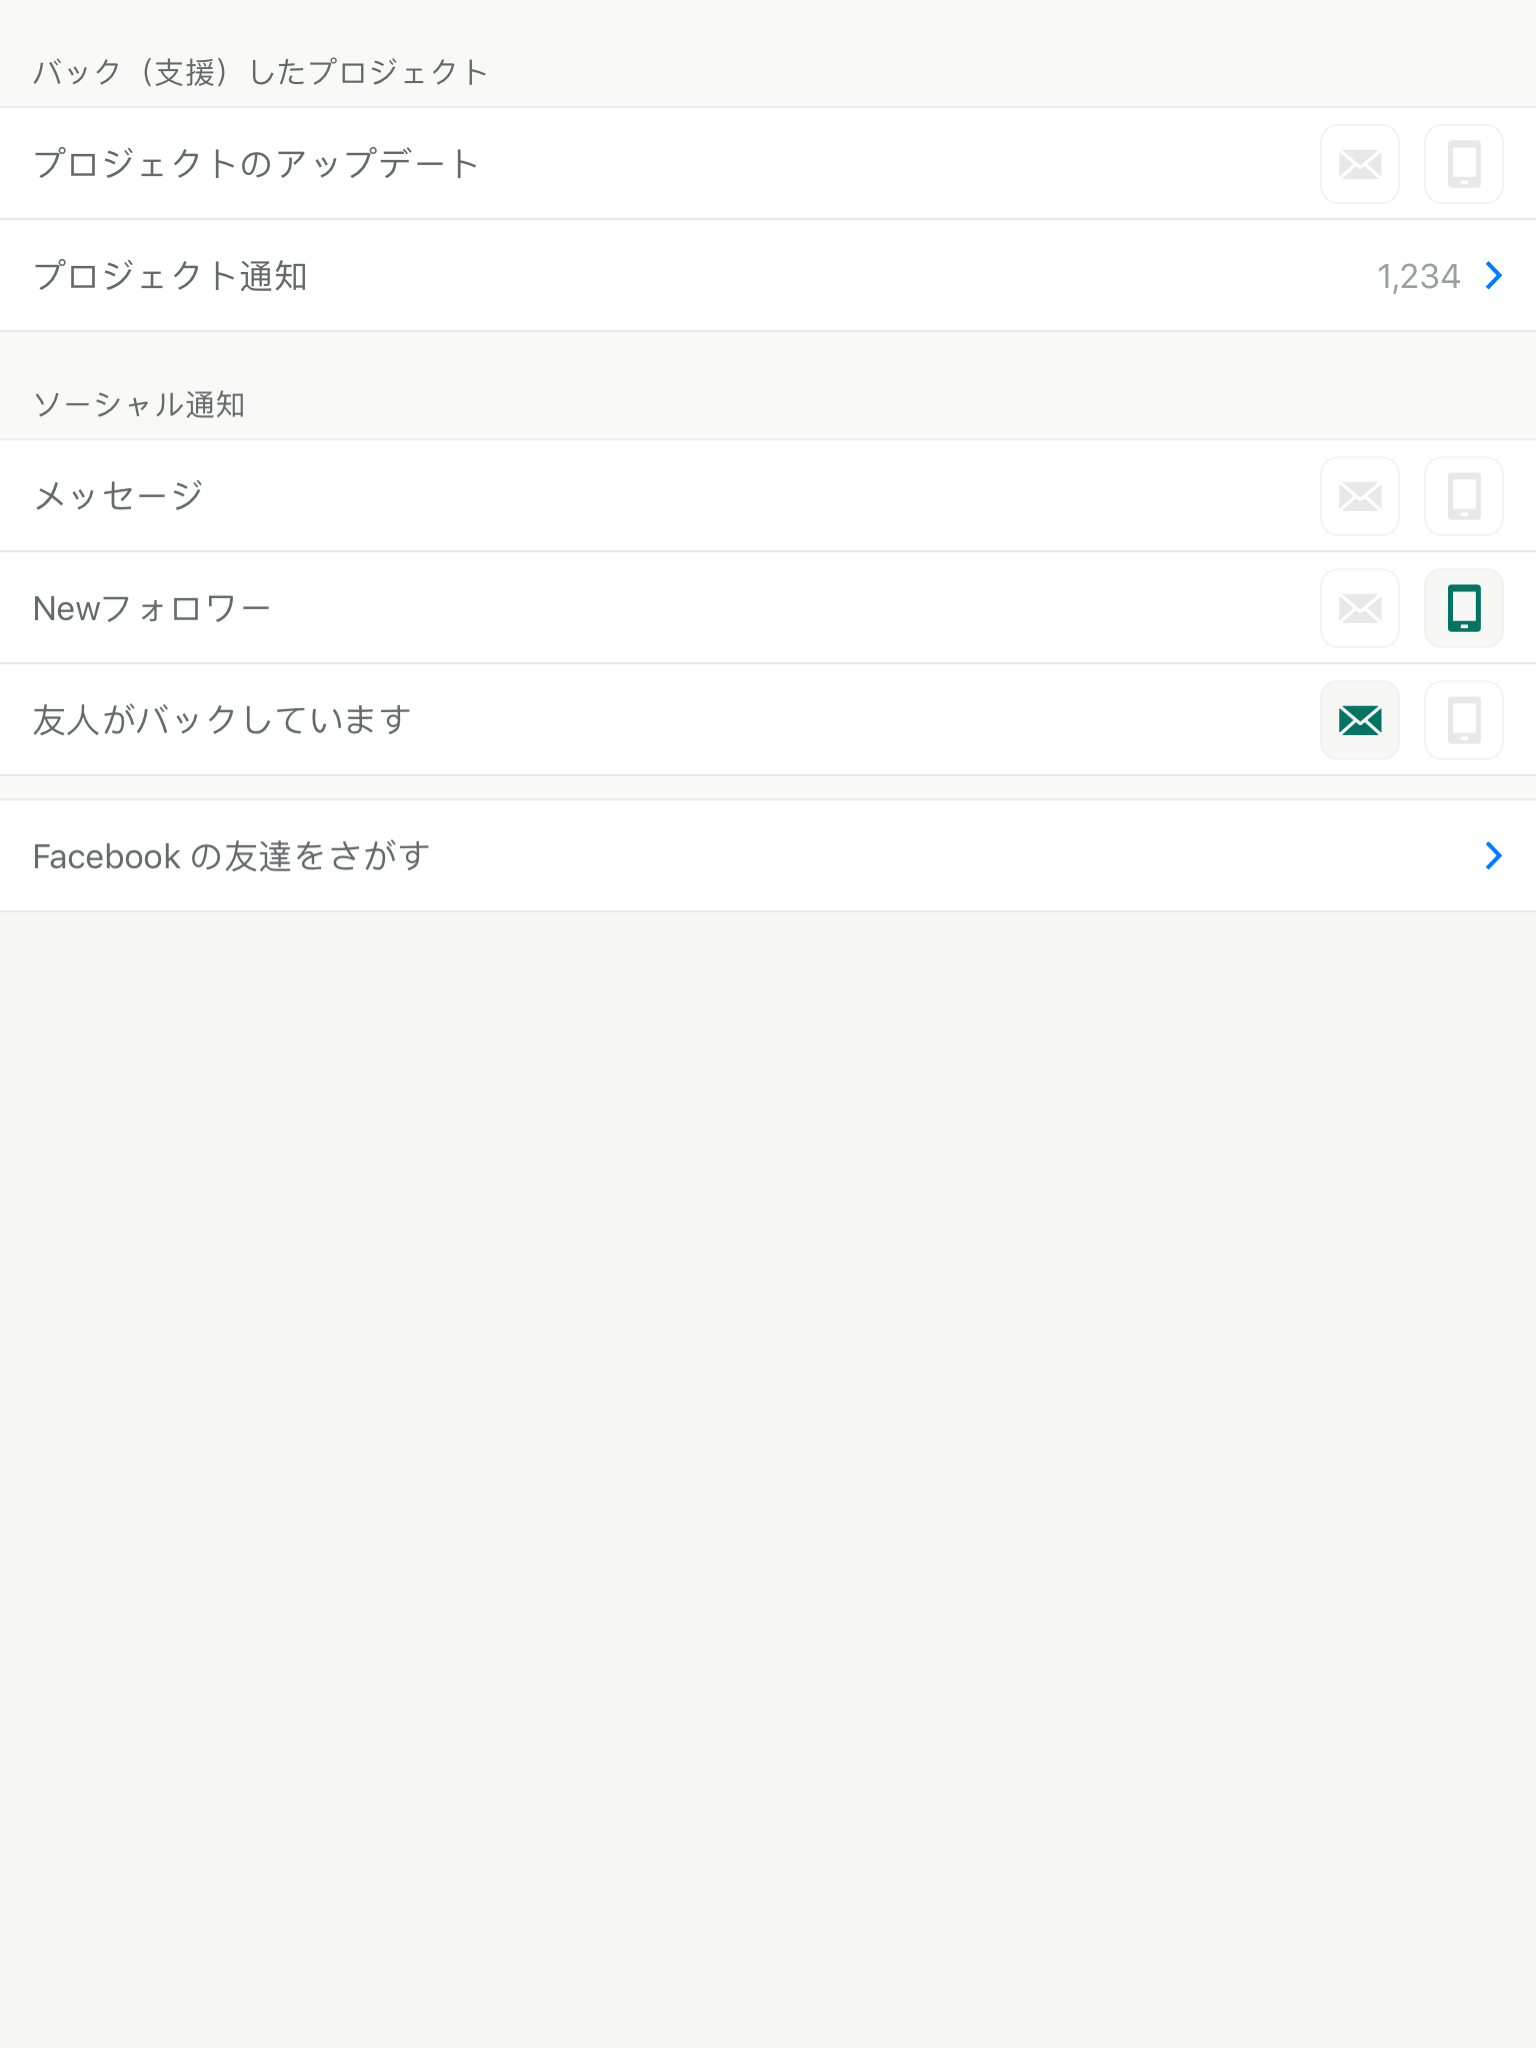 バック（支援）したプロジェクト
プロジェクトのアップデート
プロジェクト通知 1,234
ソーシャル通知
メッセージ
Newフォロワー
友人がバックしています
Facebook の友達をさがす